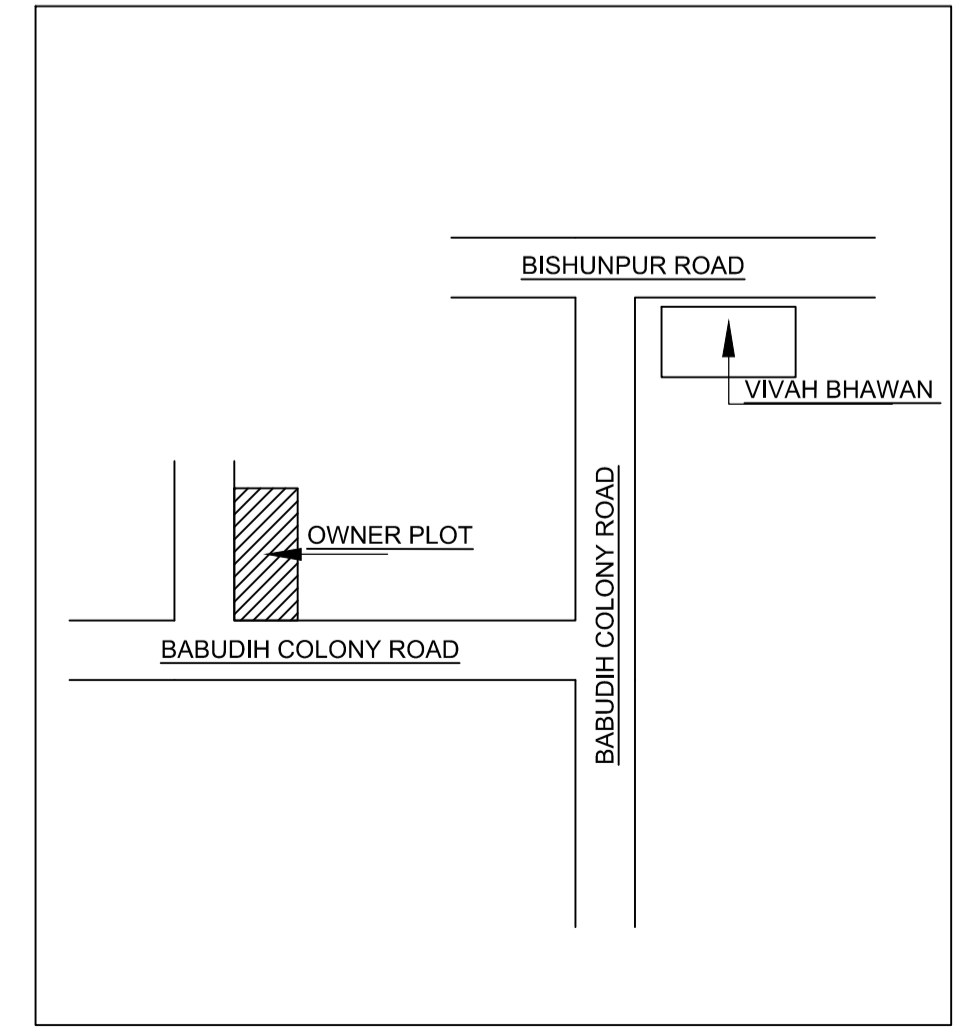 BISHUNPUR ROAD
VIVAH BHAWAN
BABUDIH COLONY ROAD
OWNER PLOT
BABUDIH COLONY ROAD